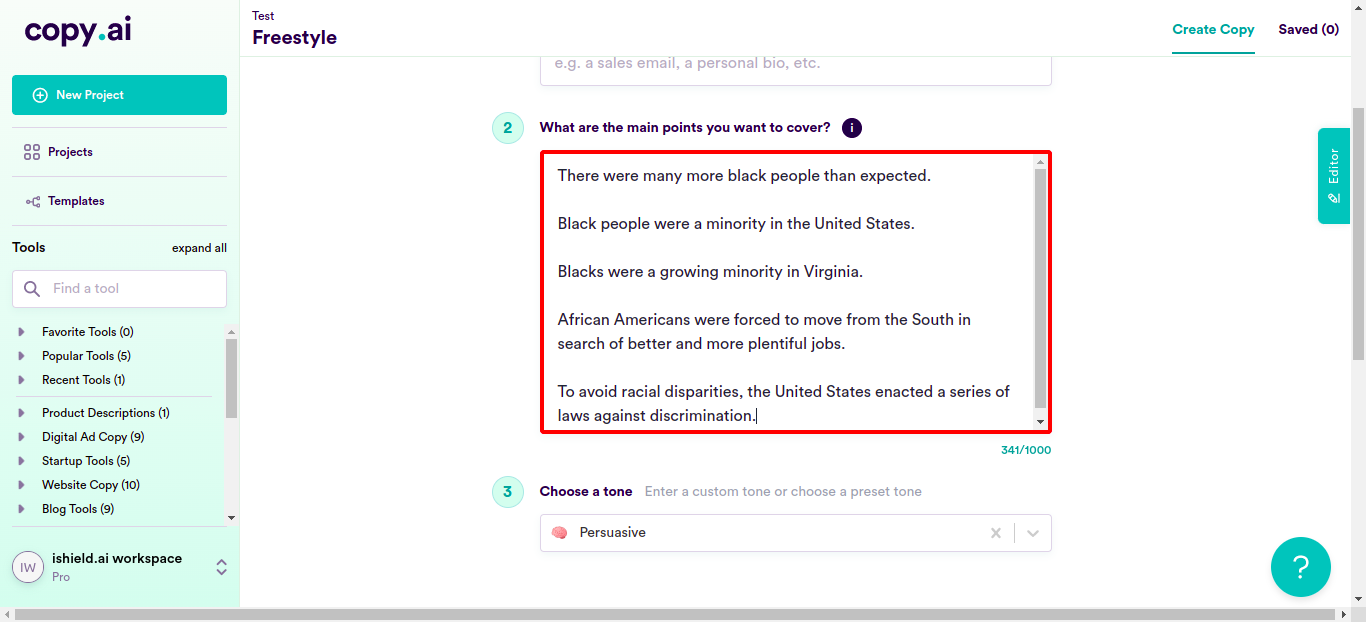 copy.ai
New Project
Projects
Templates
Tools
expand all
Find a tool
Favorite Tools (0)
Popular Tools (5)
Recent Tools (1)
Product Descriptions (1)
Digital Ad Copy (9)
Startup Tools (5)
Website Copy (10)
Blog Tools (9)
IW
ishield.ai workspace
Pro
Test
Freestyle
Create Copy
Saved (0)
e.g. a sales email, a personal bio, etc.
2
What are the main points you want to cover?
i
There were many more black people than expected.
Black people were a minority in the United States.
Blacks were a growing minority in Virginia.
African Americans were forced to move from the South in
search of better and more plentiful jobs.
To avoid racial disparities, the United States enacted a series of
laws against discrimination.
341/1000
3
Choose a tone
Enter a custom tone or choose a preset tone
Persuasive
Editor
?